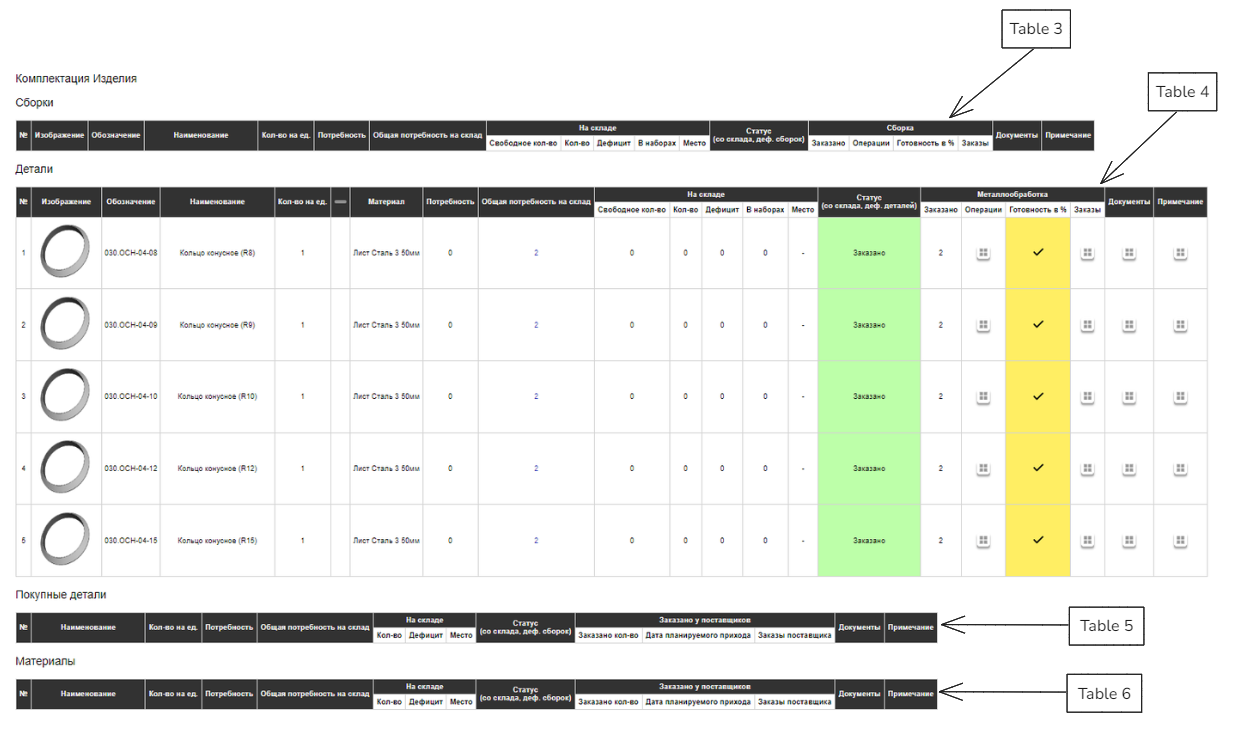 Table 3
Комплектация Изделия
Table 4
Сборки
№ Изображение Обозначение Наименование Кол-во на ед. Потребность Общая потребность на склад На складе Статус (со склада, деф. сборок) Сборка Документы Примечание
Свободное кол-во Кол-во Дефицит В наборах Место Заказано Операции Готовность в % Заказы
Детали
№ Изображение Обозначение Наименование Кол-во на ед. Материал Потребность Общая потребность на склад На складе Статус (со склада, деф. деталей) Металлообработка Документы Примечание
Свободное кол-во Кол-во Дефицит В наборах Место Заказано Операции Готовность в % Заказы
1 030.ОСН-04-08 Кольцо конусное (R8) 1 Лист Сталь 3 50мм 0 2 0 0 0 0 - Заказано 2
2 030.ОСН-04-09 Кольцо конусное (R9) 1 Лист Сталь 3 50мм 0 2 0 0 0 0 - Заказано 2
3 030.ОСН-04-10 Кольцо конусное (R10) 1 Лист Сталь 3 50мм 0 2 0 0 0 0 - Заказано 2
4 030.ОСН-04-12 Кольцо конусное (R12) 1 Лист Сталь 3 50мм 0 2 0 0 0 0 - Заказано 2
5 030.ОСН-04-15 Кольцо конусное (R15) 1 Лист Сталь 3 50мм 0 2 0 0 0 0 - Заказано 2
Покупные детали
№ Наименование Кол-во на ед. Потребность Общая потребность на склад На складе Статус (со склада, деф. сборок) Заказано у поставщиков Документы Примечание
Кол-во Дефицит Место Заказано кол-во Дата планируемого прихода Заказы поставщика
Table 5
Материалы
№ Наименование Кол-во на ед. Потребность Общая потребность на склад На складе Статус (со склада, деф. сборок) Заказано у поставщиков Документы Примечание
Кол-во Дефицит Место Заказано кол-во Дата планируемого прихода Заказы поставщика
Table 6